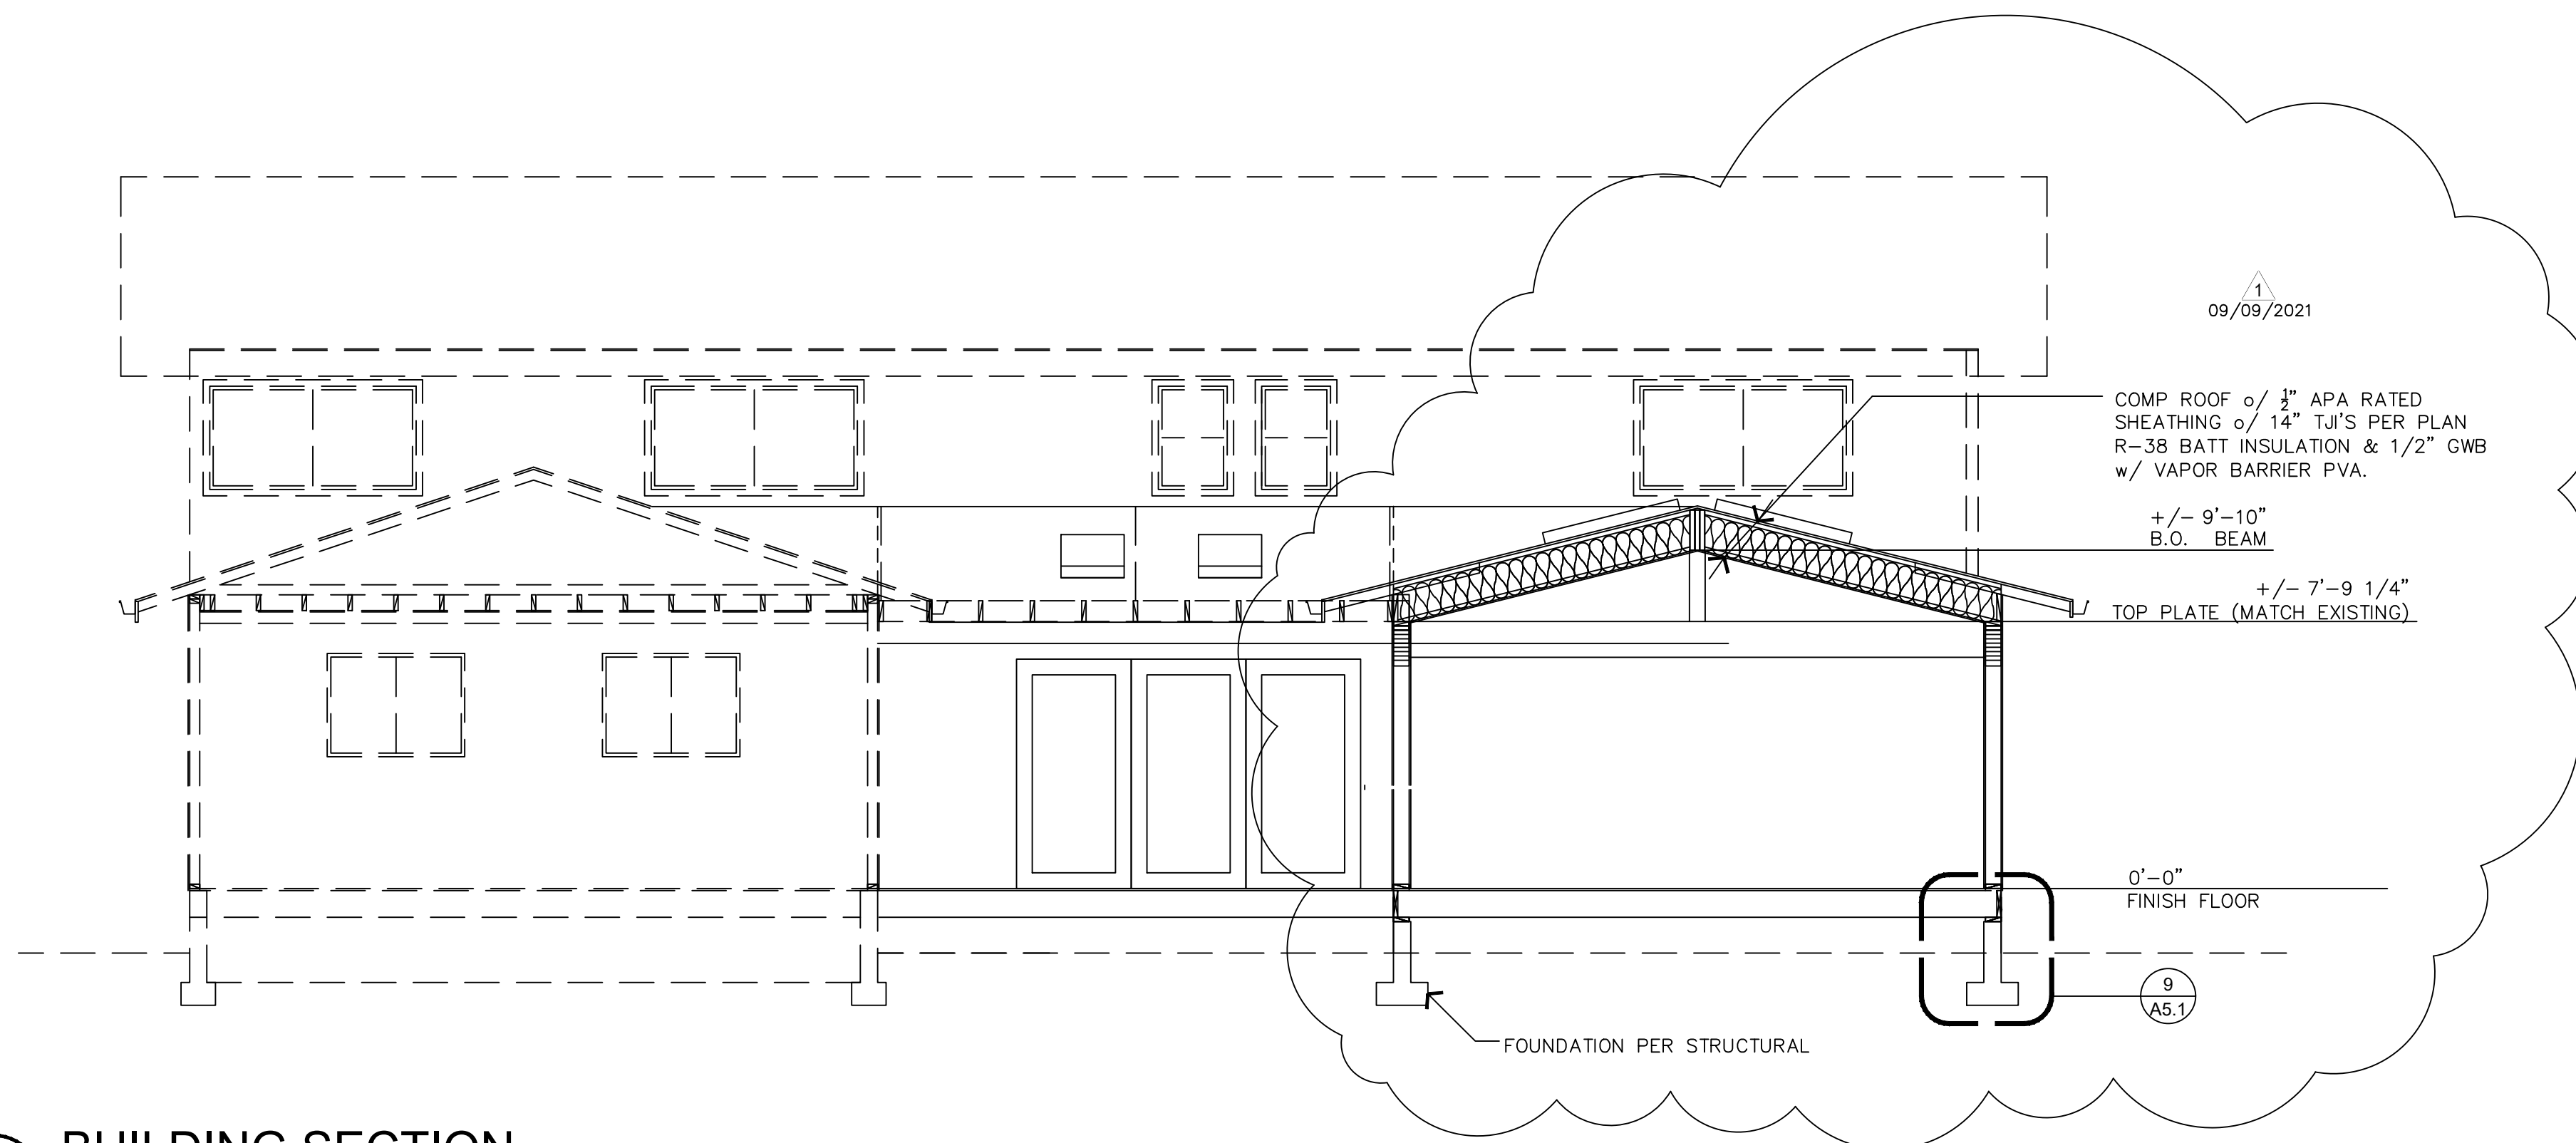 1
09/09/2021
COMP ROOF o/ ½" APA RATED
SHEATHING o/ 14" TJI'S PER PLAN
R-38 BATT INSULATION & 1/2" GWB
w/ VAPOR BARRIER PVA.
+/- 9'-10"
B.O. BEAM
+/- 7'-9 1/4"
TOP PLATE (MATCH EXISTING)
0'-0"
FINISH FLOOR
9
A5.1
FOUNDATION PER STRUCTURAL
BUILDING SECTION